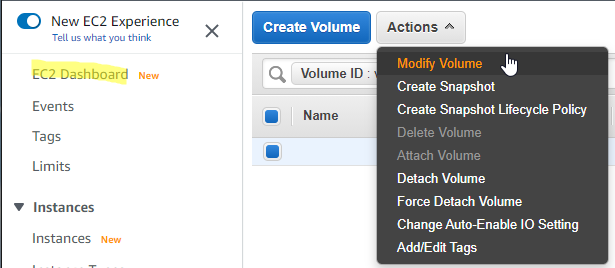 New EC2 Experience
Tell us what you think
EC2 Dashboard New
Events
Tags
Limits
Instances
Instances New
Create Volume
Actions
Volume ID :
Name
Modify Volume
Create Snapshot
Create Snapshot Lifecycle Policy
Delete Volume
Attach Volume
Detach Volume
Force Detach Volume
Change Auto-Enable IO Setting
Add/Edit Tags